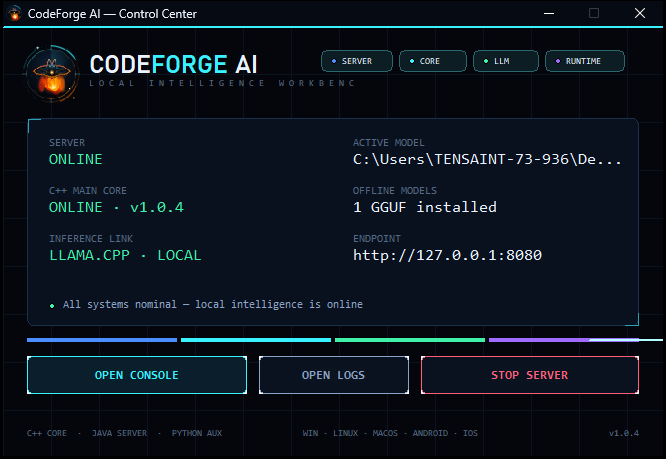 CodeForge AI — Control Center
CODEFORGE AI
LOCAL INTELLIGENCE WORKBENC
SERVER
CORE
LLM
RUNTIME
SERVER
ONLINE
ACTIVE MODEL
C:\Users\TENSAINT-73-936\De...
C++ MAIN CORE
ONLINE · v1.0.4
OFFLINE MODELS
1 GGUF installed
INFERENCE LINK
LLAMA.CPP · LOCAL
ENDPOINT
http://127.0.0.1:8080
All systems nominal — local intelligence is online
OPEN CONSOLE
OPEN LOGS
STOP SERVER
C++ CORE · JAVA SERVER · PYTHON AUX
WIN · LINUX · MACOS · ANDROID · IOS
v1.0.4